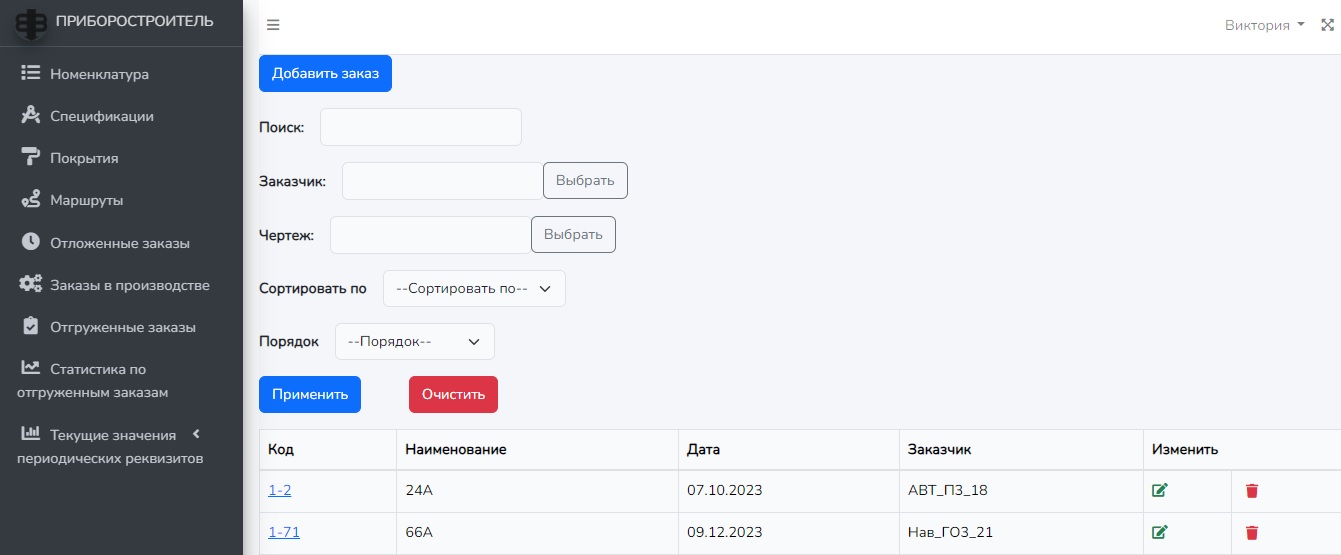 ПРИБОРОСТРОИТЕЛЬ
Виктория
Номенклатура
Спецификации
Покрытия
Маршруты
Отложенные заказы
Заказы в производстве
Отгруженные заказы
Статистика по
отгруженным заказам
Текущие значения
периодических реквизитов
Добавить заказ
Поиск:
Заказчик: Выбрать
Чертеж: Выбрать
Сортировать по --Сортировать по--
Порядок --Порядок--
Применить Очистить
Код Наименование Дата Заказчик Изменить
1-2 24А 07.10.2023 АВТ_ПЗ_18
1-71 66А 09.12.2023 Нав_ГОЗ_21